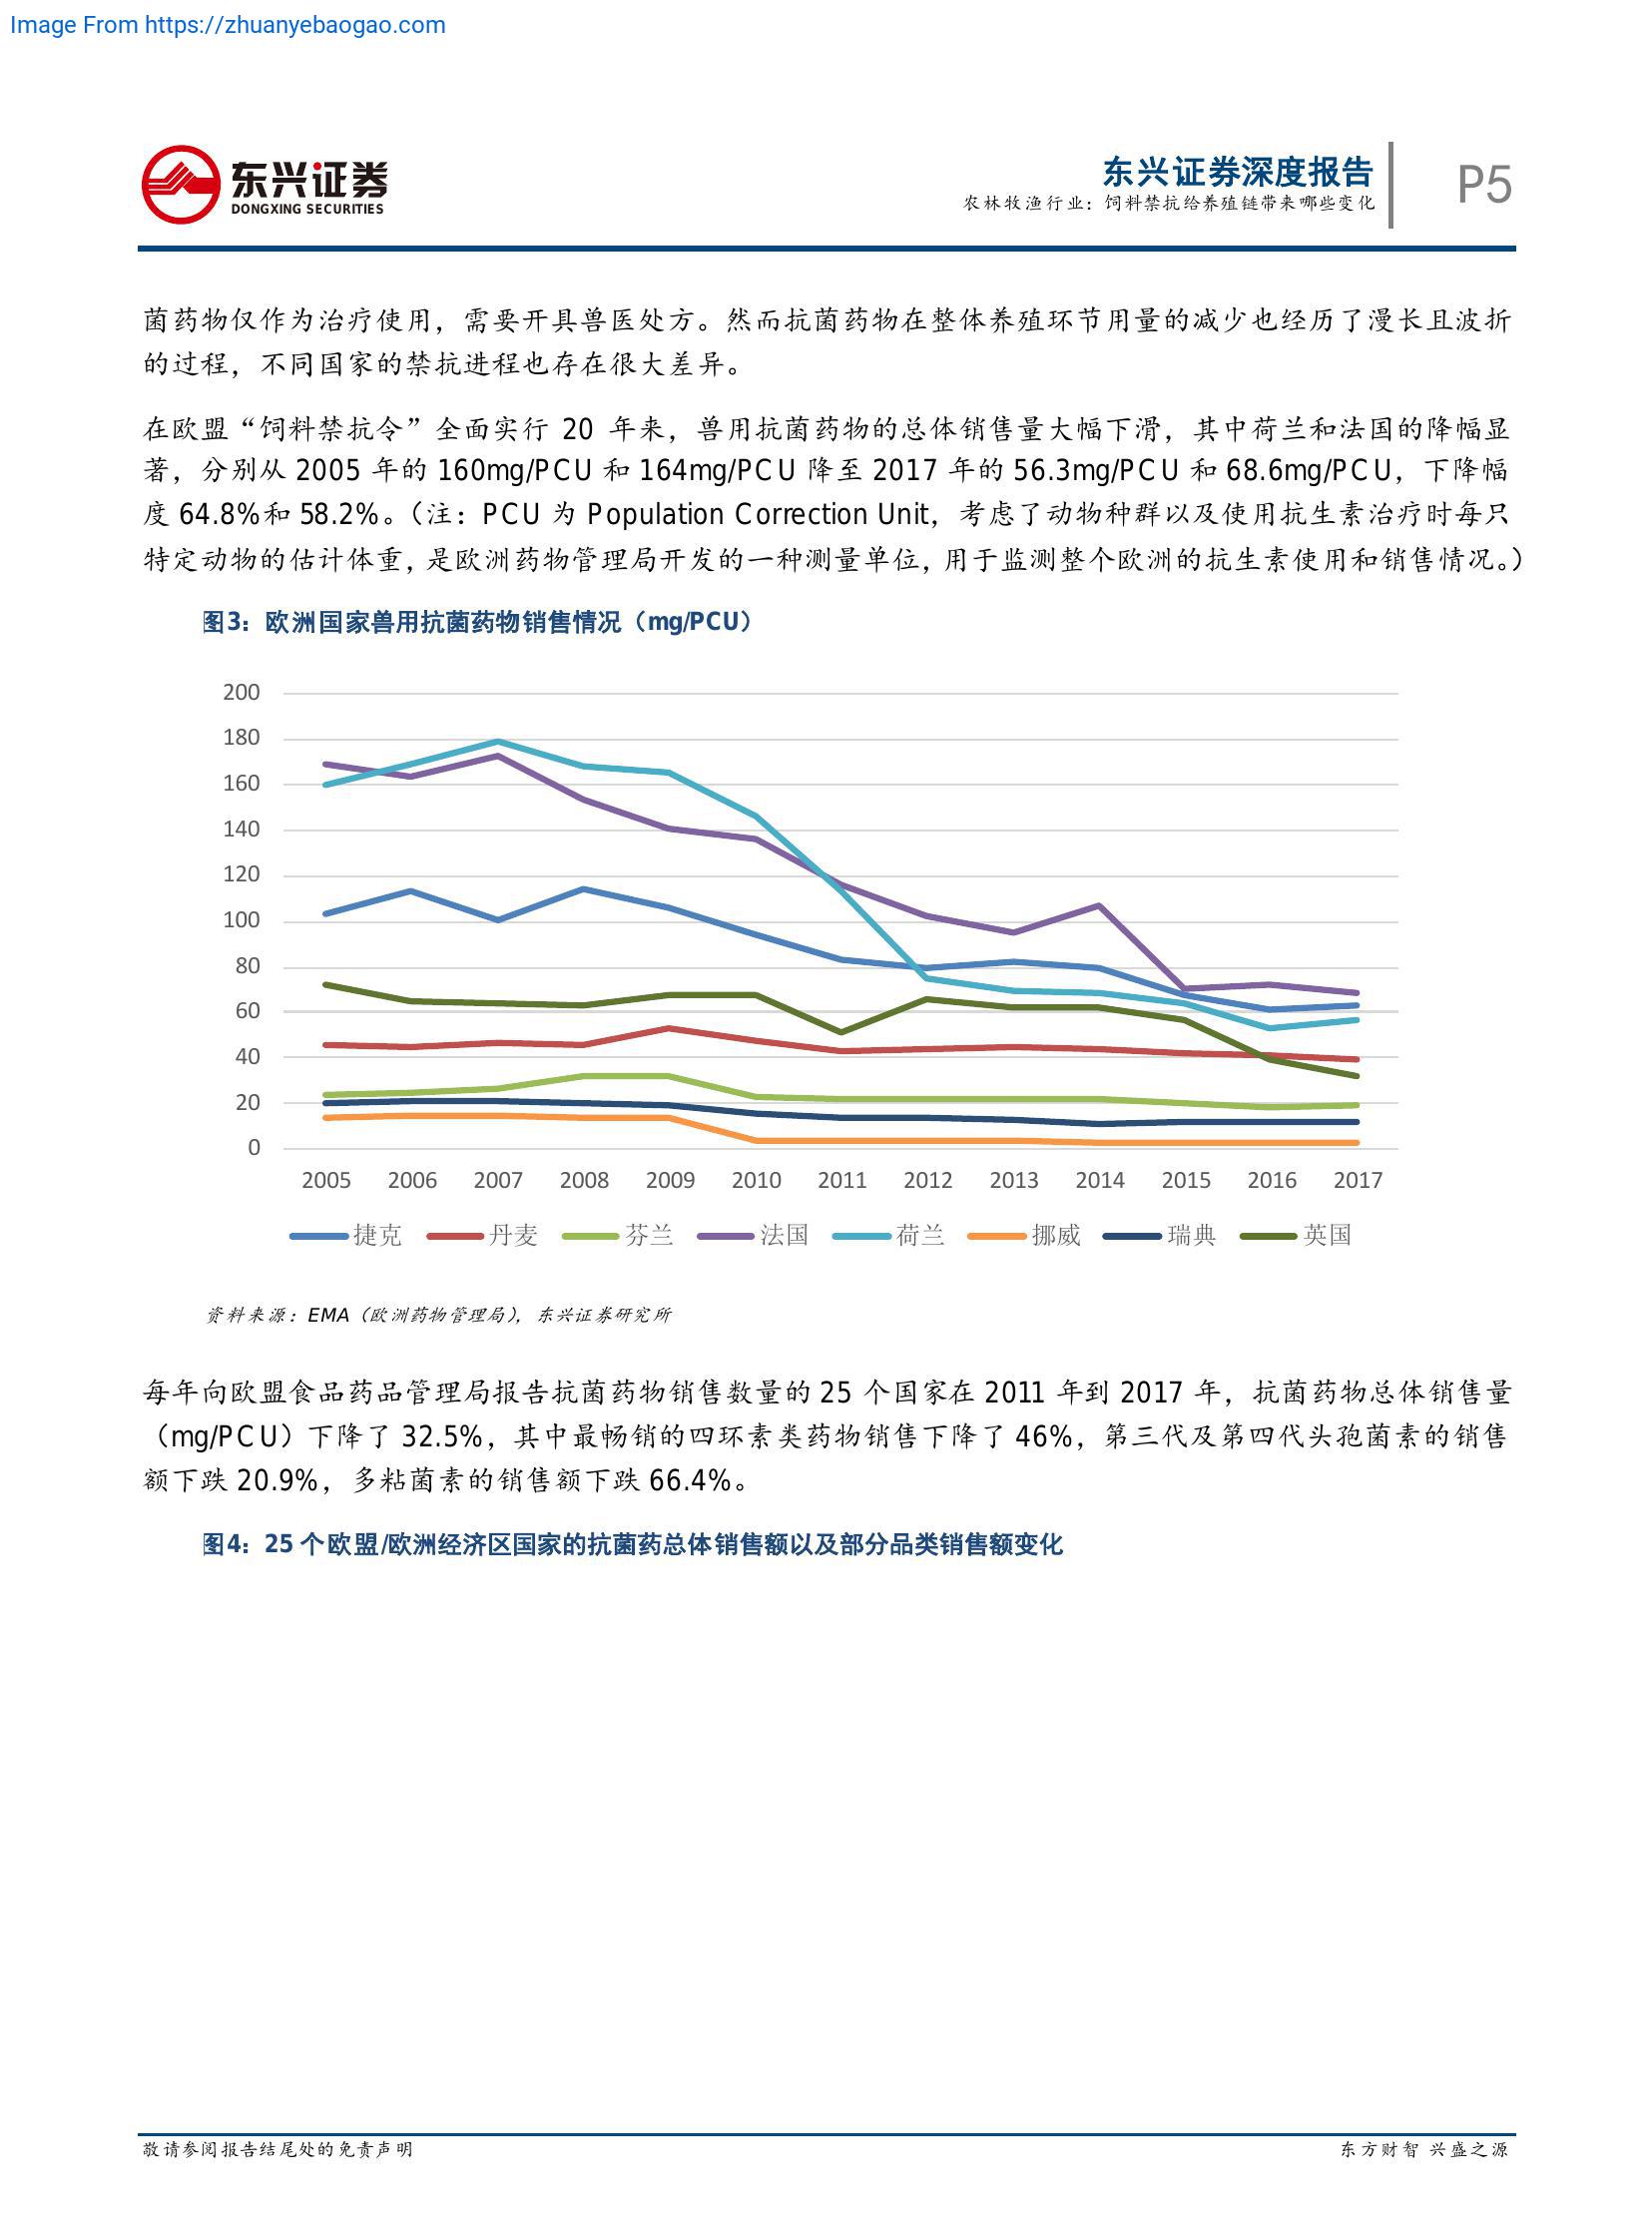 Image From https://zhuanyebaogao.com
东兴证券
DONGXING SECURITIES
东兴证券深度报告
农林牧渔行业：饲料禁抗给养殖链带来哪些变化
P5
菌药物仅作为治疗使用，需要开具兽医处方。然而抗菌药物在整体养殖环节用量的减少也经历了漫长且波折
的过程，不同国家的禁抗进程也存在很大差异。
在欧盟“饲料禁抗令”全面实行 20 年来，兽用抗菌药物的总体销售量大幅下滑，其中荷兰和法国的降幅显
著，分别从 2005 年的 160mg/PCU 和 164mg/PCU 降至 2017 年的 56.3mg/PCU 和 68.6mg/PCU，下降幅
度 64.8%和 58.2%。（注：PCU 为 Population Correction Unit，考虑了动物种群以及使用抗生素治疗时每只
特定动物的估计体重，是欧洲药物管理局开发的一种测量单位，用于监测整个欧洲的抗生素使用和销售情况。）
图3：欧洲国家兽用抗菌药物销售情况（mg/PCU）
200
180
160
140
120
100
80
60
40
20
0
2005 2006 2007 2008 2009 2010 2011 2012 2013 2014 2015 2016 2017
捷克 丹麦 芬兰 法国 荷兰 挪威 瑞典 英国
资料来源：EMA（欧洲药物管理局），东兴证券研究所
每年向欧盟食品药品管理局报告抗菌药物销售数量的 25 个国家在 2011 年到 2017 年，抗菌药物总体销售量
（mg/PCU）下降了 32.5%，其中最畅销的四环素类药物销售下降了 46%，第三代及第四代头孢菌素的销售
额下跌 20.9%，多粘菌素的销售额下跌 66.4%。
图4：25 个欧盟/欧洲经济区国家的抗菌药总体销售额以及部分品类销售额变化
敬请参阅报告结尾处的免责声明
东方财智 兴盛之源